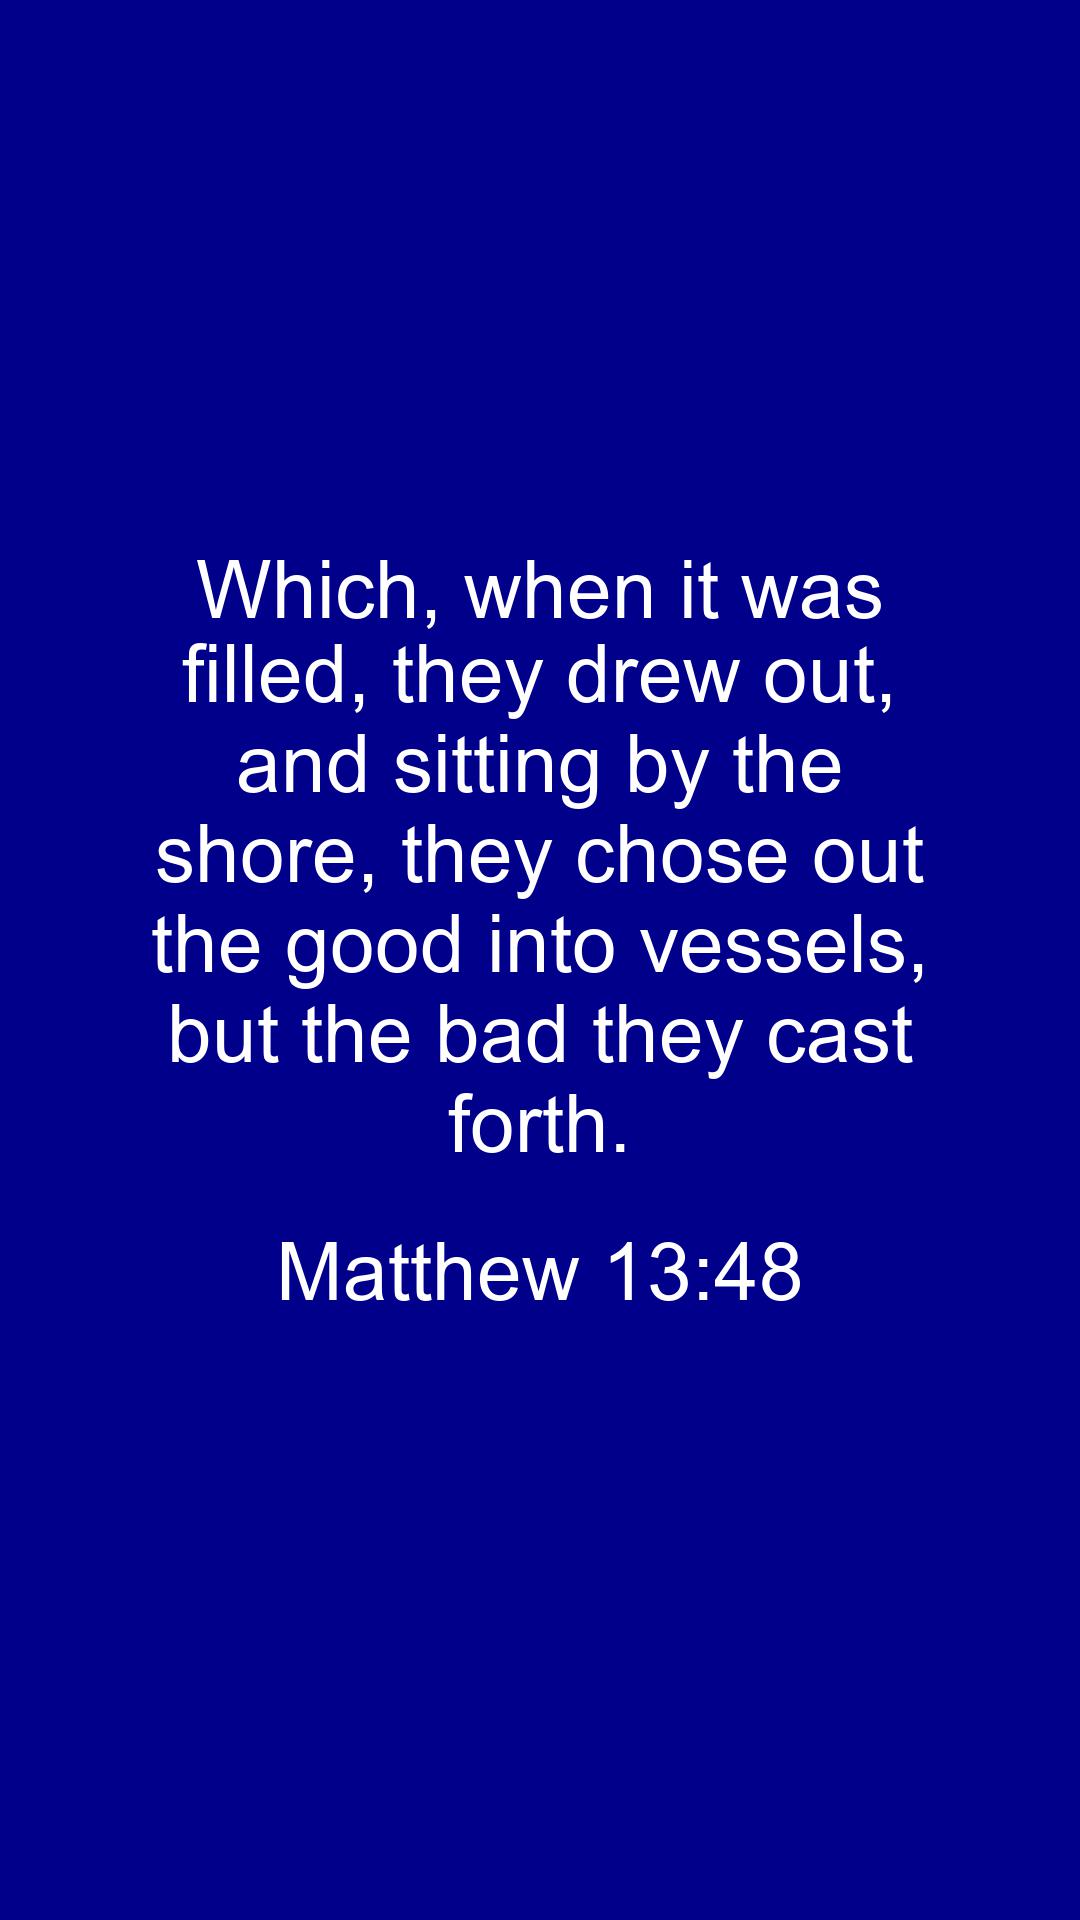 Which, when it was
filled, they drew out,
and sitting by the
shore, they chose out
the good into vessels,
but the bad they cast
forth.
Matthew 13:48